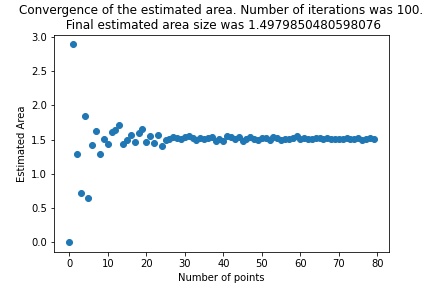 onvergence of the estimated area. Number of iterations was 100.
Final estimated area size was 1.4979850480598076
3.0
2.5
2.0
1.5
1.0
0.5
0.0
Estimated Area
0 10 20 30 40 50 60 70 80
Number of points